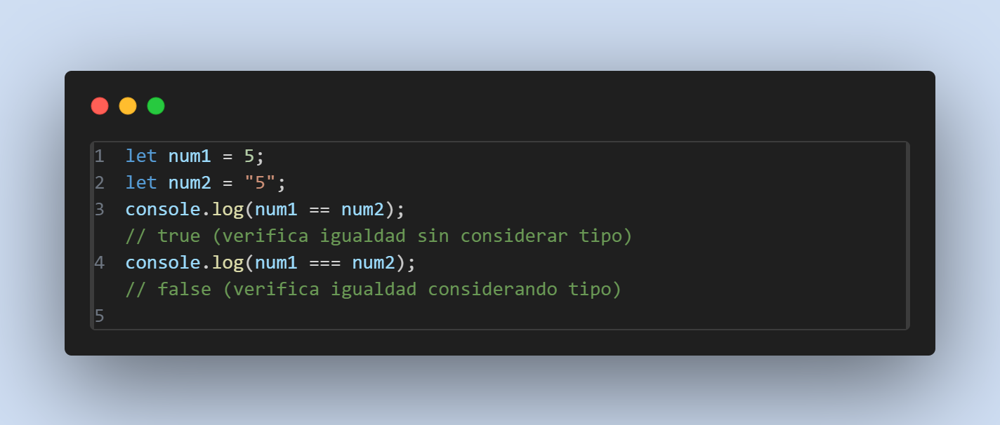 1 let num1 = 5;
2 let num2 = "5";
3 console.log(num1 == num2);
// true (verifica igualdad sin considerar tipo)
4 console.log(num1 === num2);
// false (verifica igualdad considerando tipo)
5